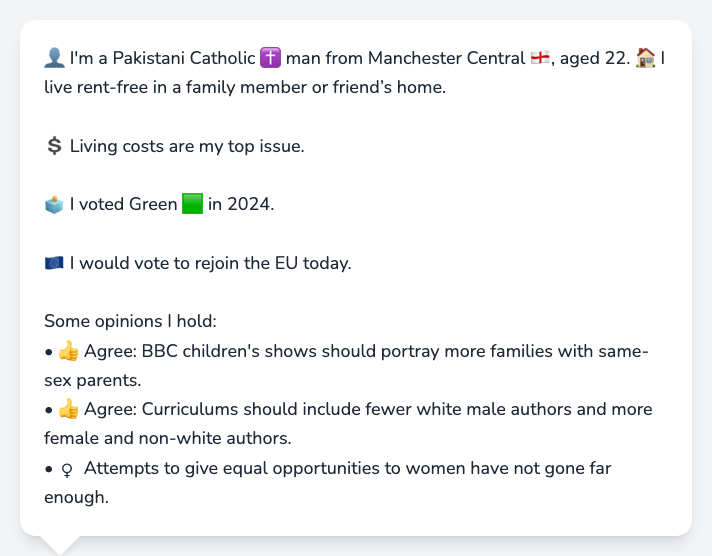 👤 I'm a Pakistani Catholic ✝️ man from Manchester Central 🏴󠁧󠁢󠁥󠁮󠁧󠁿, aged 22. 🏠 I
live rent-free in a family member or friend’s home.
💲 Living costs are my top issue.
🗳️ I voted Green 🟩 in 2024.
🇪🇺 I would vote to rejoin the EU today.
Some opinions I hold:
• 👍 Agree: BBC children's shows should portray more families with same-
sex parents.
• 👍 Agree: Curriculums should include fewer white male authors and more
female and non-white authors.
• ♀ Attempts to give equal opportunities to women have not gone far
enough.